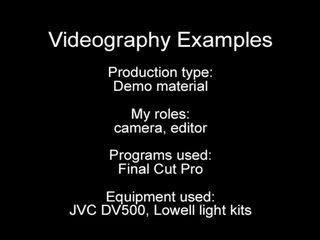 Videography Examples
Production type:
Demo material
My roles:
camera, editor
Programs used:
Final Cut Pro
Equipment used:
JVC DV500, Lowell light kits